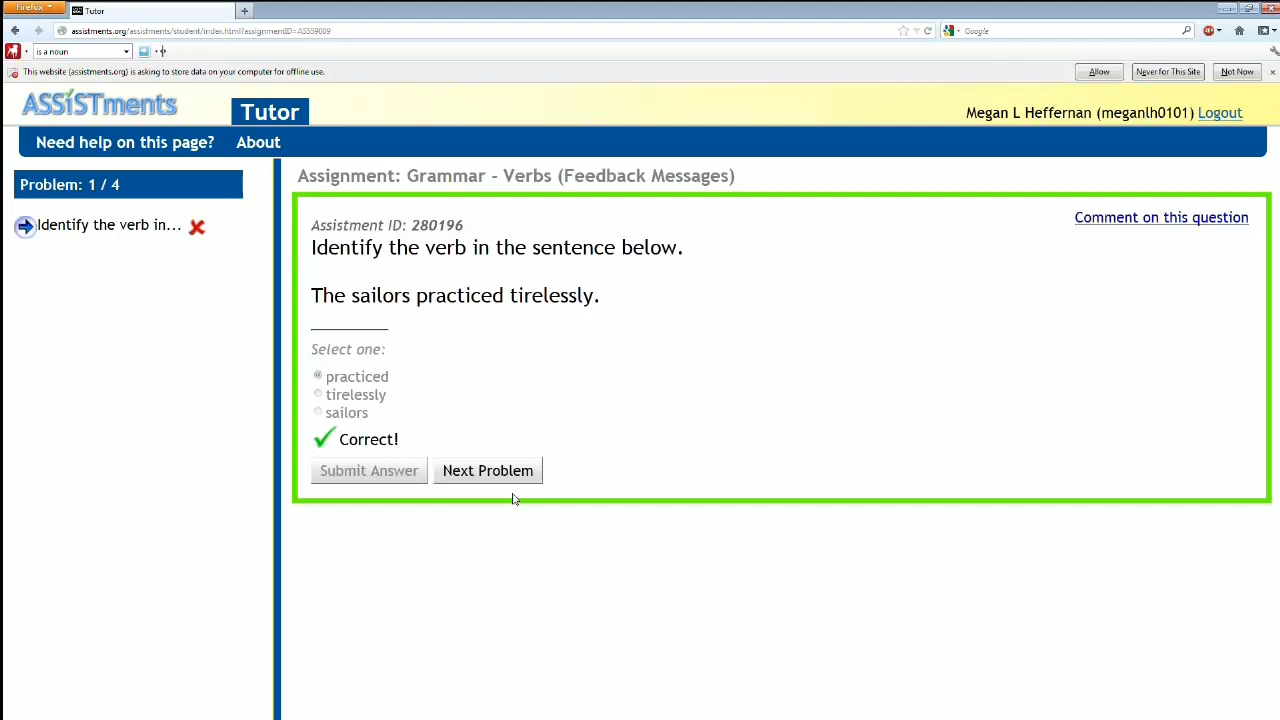 Firefox
Tutor
assistments.org/assistments/student/index.html?assignmentID=AS559009
Google
is a noun
This website (assistments.org) is asking to store data on your computer for offline use.
Allow
Never for This Site
Not Now
ASSiSTments
Tutor
Megan L Heffernan (meganlh0101) Logout
Need help on this page?
About
Problem: 1 / 4
Identify the verb in...
Assignment: Grammar - Verbs (Feedback Messages)
Assistment ID: 280196
Comment on this question
Identify the verb in the sentence below.
The sailors practiced tirelessly.
Select one:
practiced
tirelessly
sailors
Correct!
Submit Answer
Next Problem